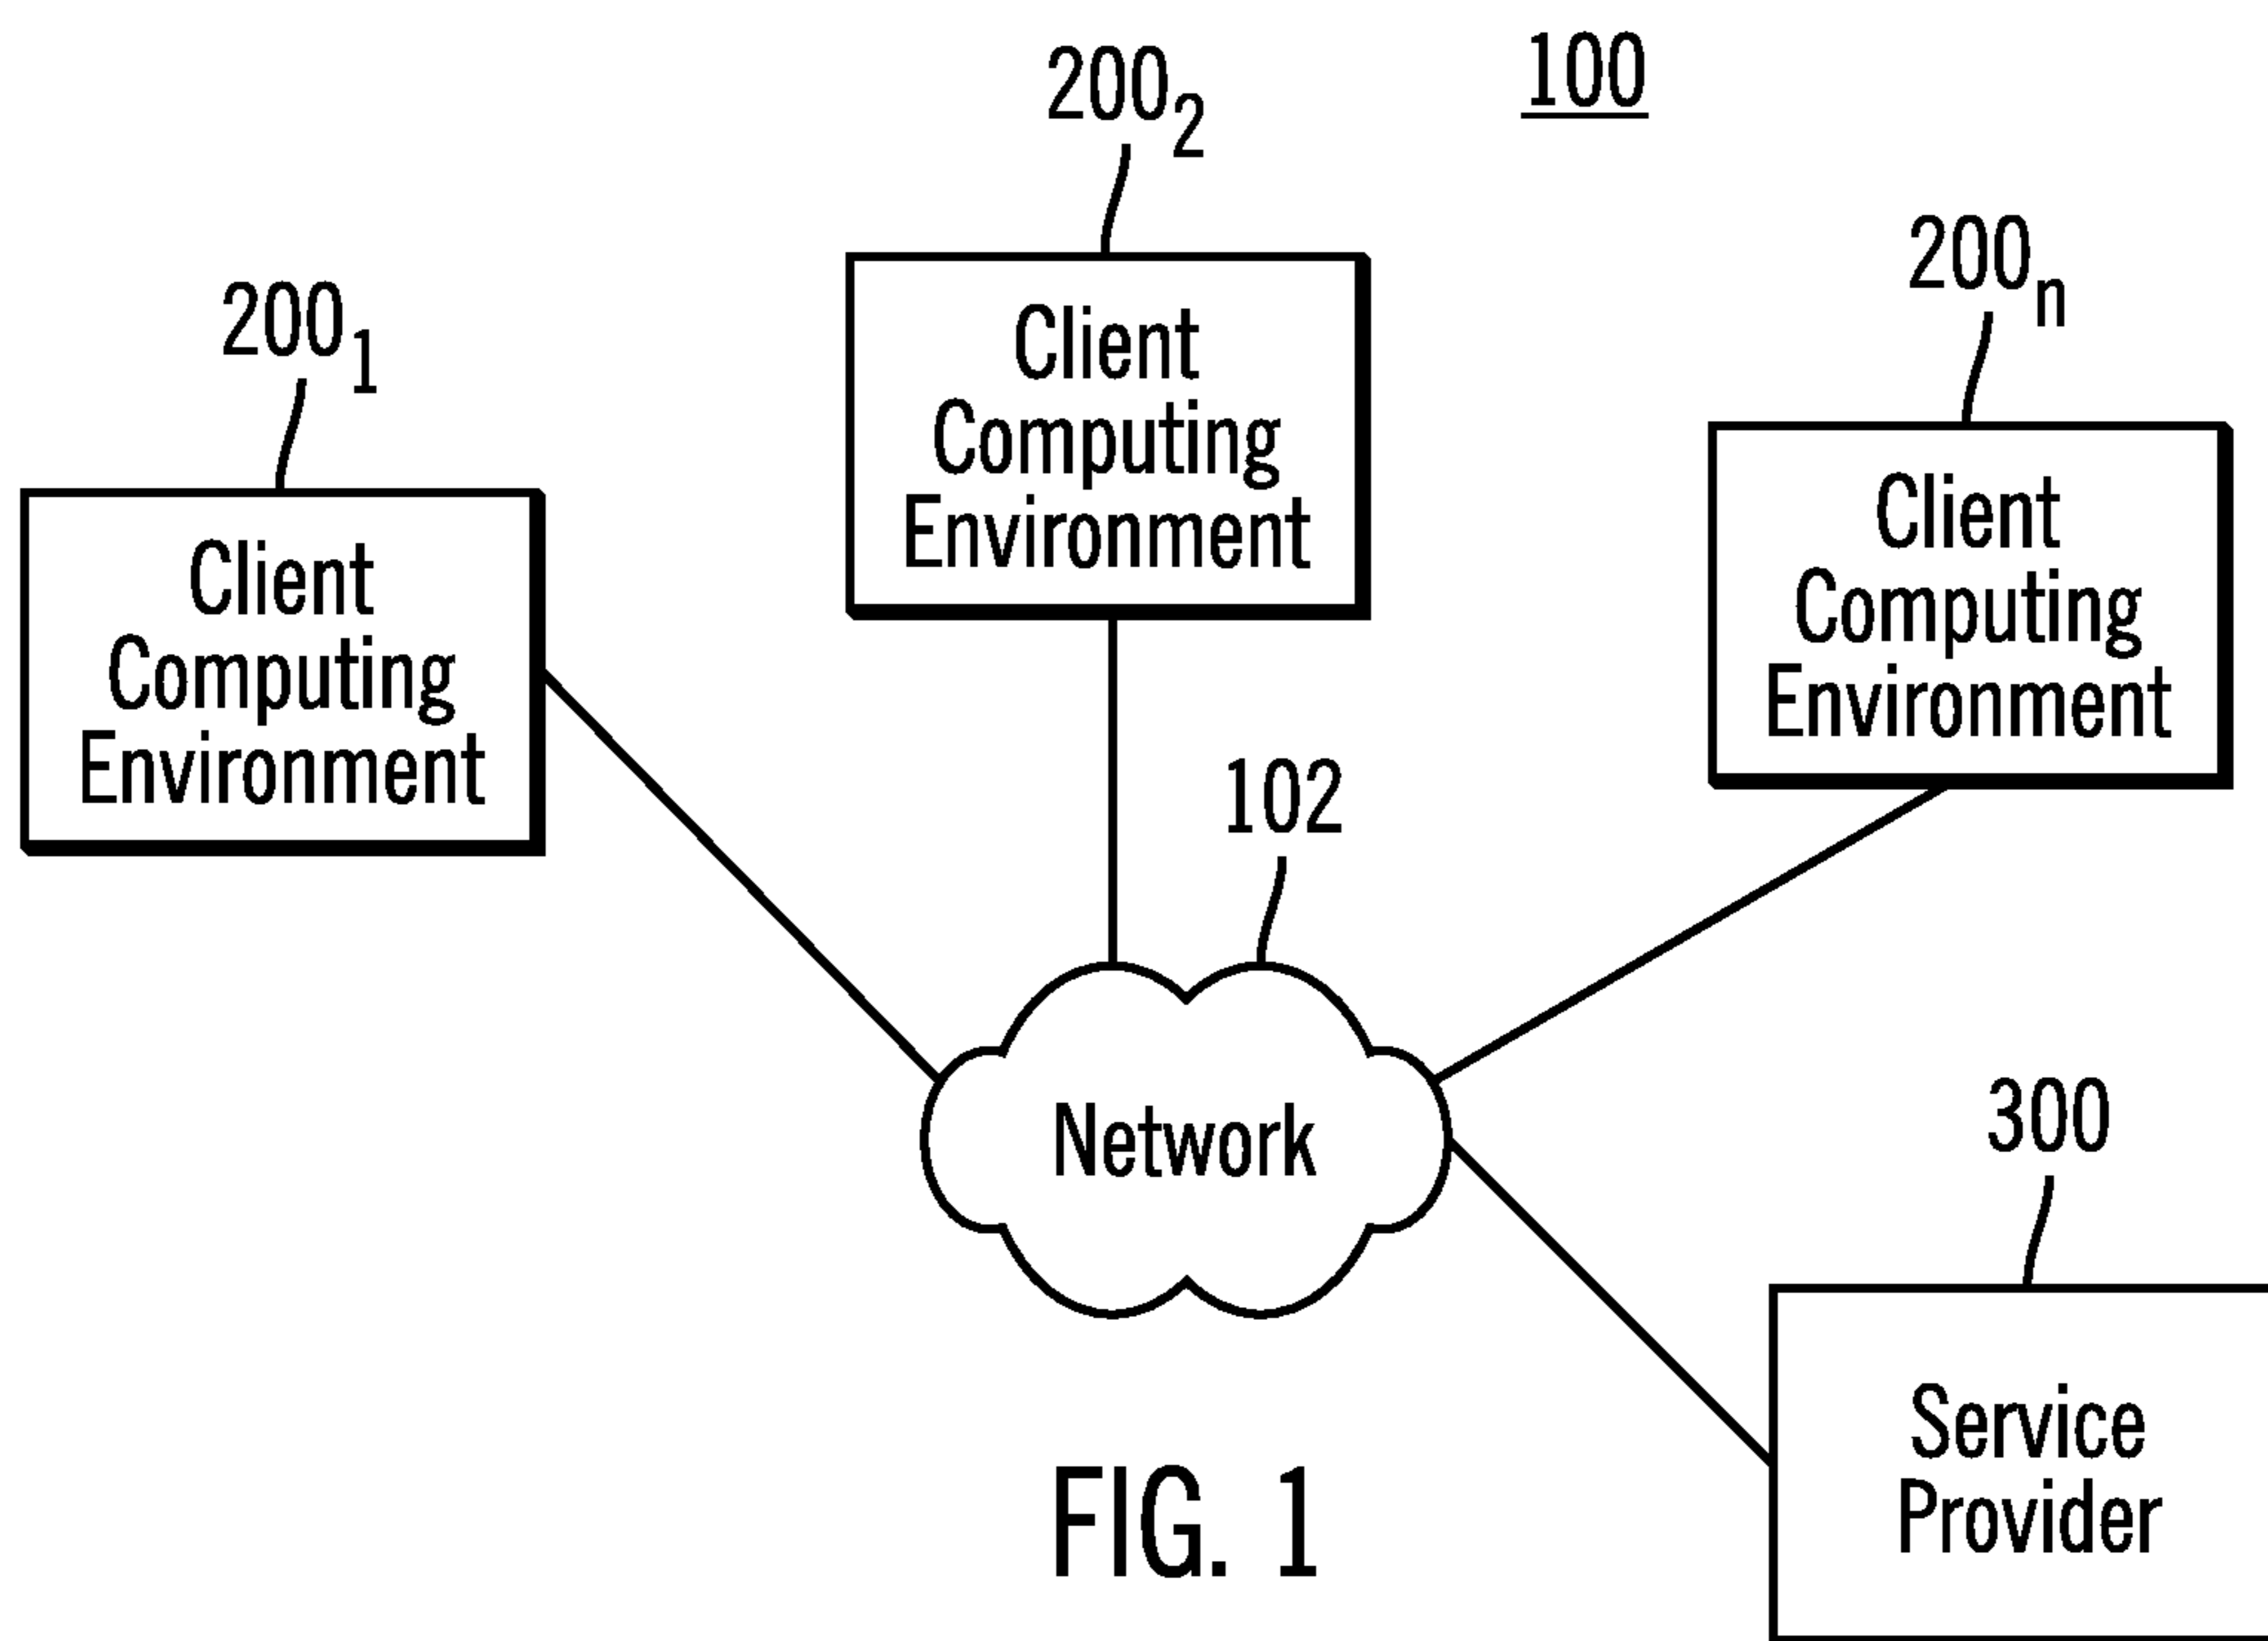 100
200₂
200ₙ
200₁
Client
Computing
Environment
Client
Computing
Environment
Client
Computing
Environment
102
Network
300
Service
Provider
FIG. 1